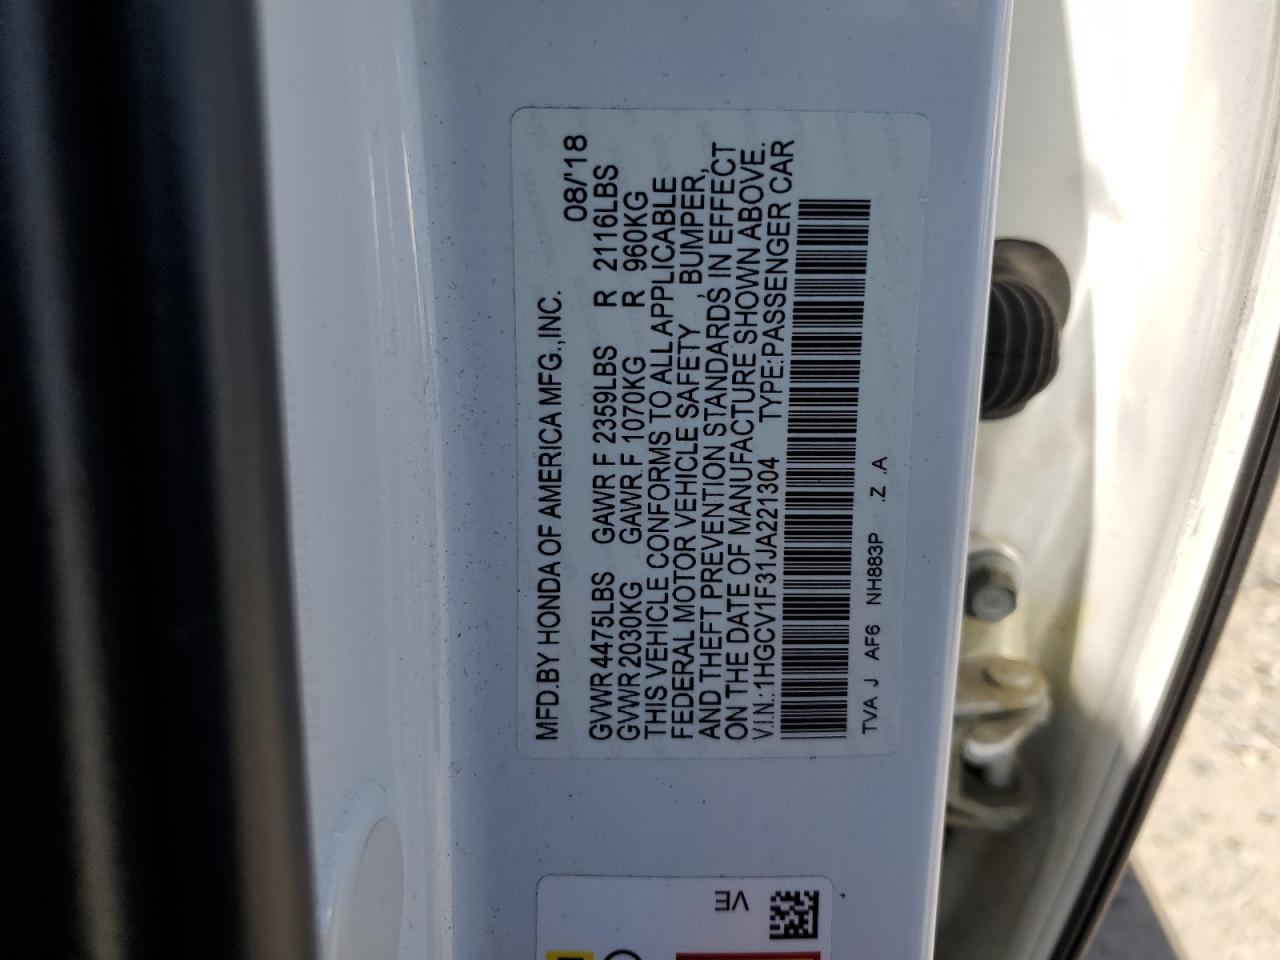 MFD.BY HONDA OF AMERICA MFG.,INC. 08/'18
GVWR 4475LBS GAWR F 2359LBS R 2116LBS
GVWR 2030KG GAWR F 1070KG R 960KG
THIS VEHICLE CONFORMS TO ALL APPLICABLE
FEDERAL MOTOR VEHICLE SAFETY , BUMPER,
AND THEFT PREVENTION STANDARDS IN EFFECT
ON THE DATE OF MANUFACTURE SHOWN ABOVE.
V.I.N.: 1HGCV1F31JA221304 TYPE:PASSENGER CAR
TVA J AF6 NH883P .Z .A
VE